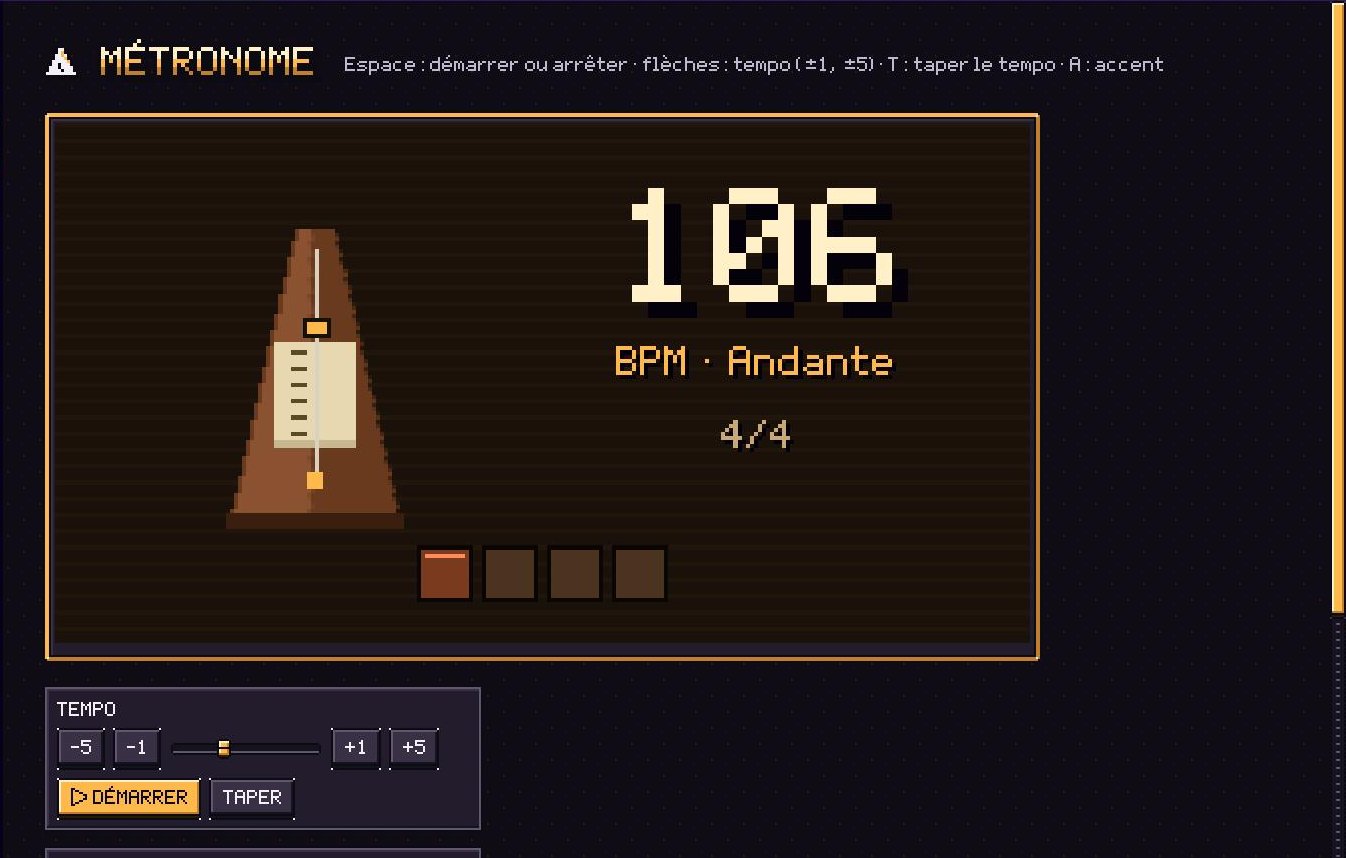 MÉTRONOME
Espace : démarrer ou arrêter · flèches : tempo (±1, ±5) · T : taper le tempo · A : accent
106
BPM · Andante
4/4
TEMPO
-5 -1 +1 +5
DÉMARRER TAPER